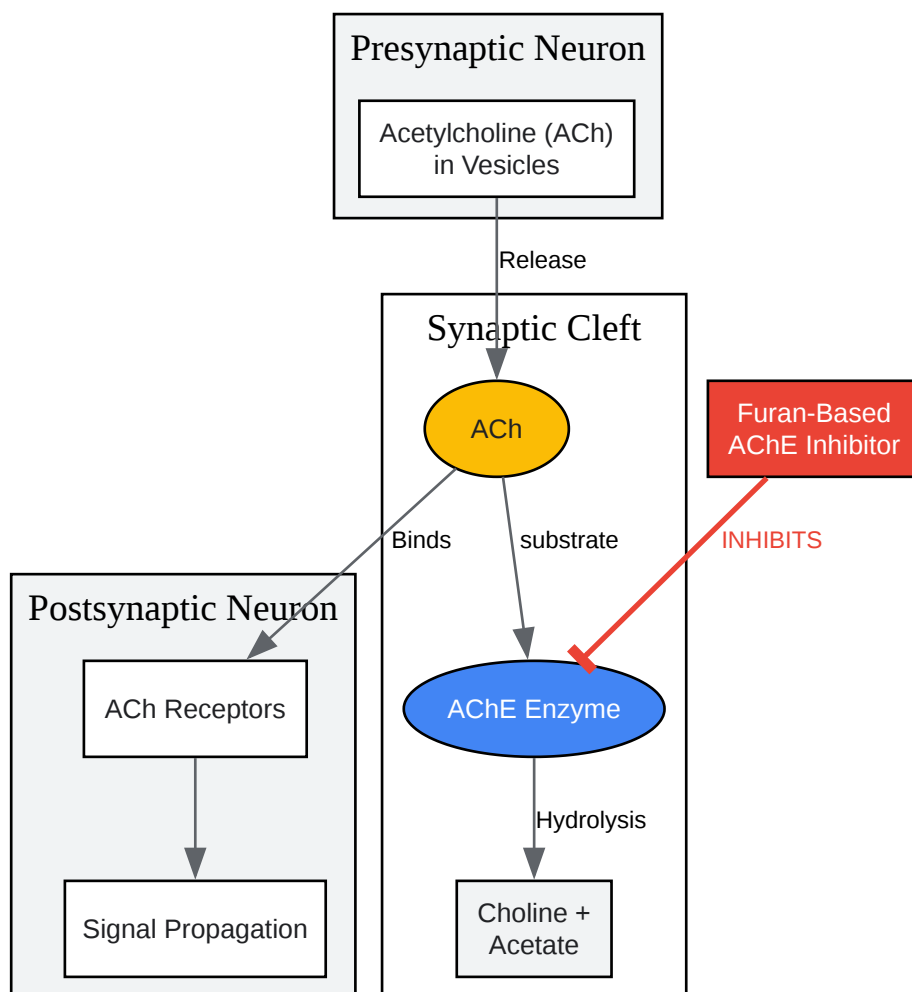 Presynaptic Neuron
Acetylcholine (ACh)
in Vesicles
Release
Synaptic Cleft
ACh
Furan-Based
AChE Inhibitor
Binds
substrate
INHIBITS
Postsynaptic Neuron
ACh Receptors
AChE Enzyme
Hydrolysis
Signal Propagation
Choline +
Acetate